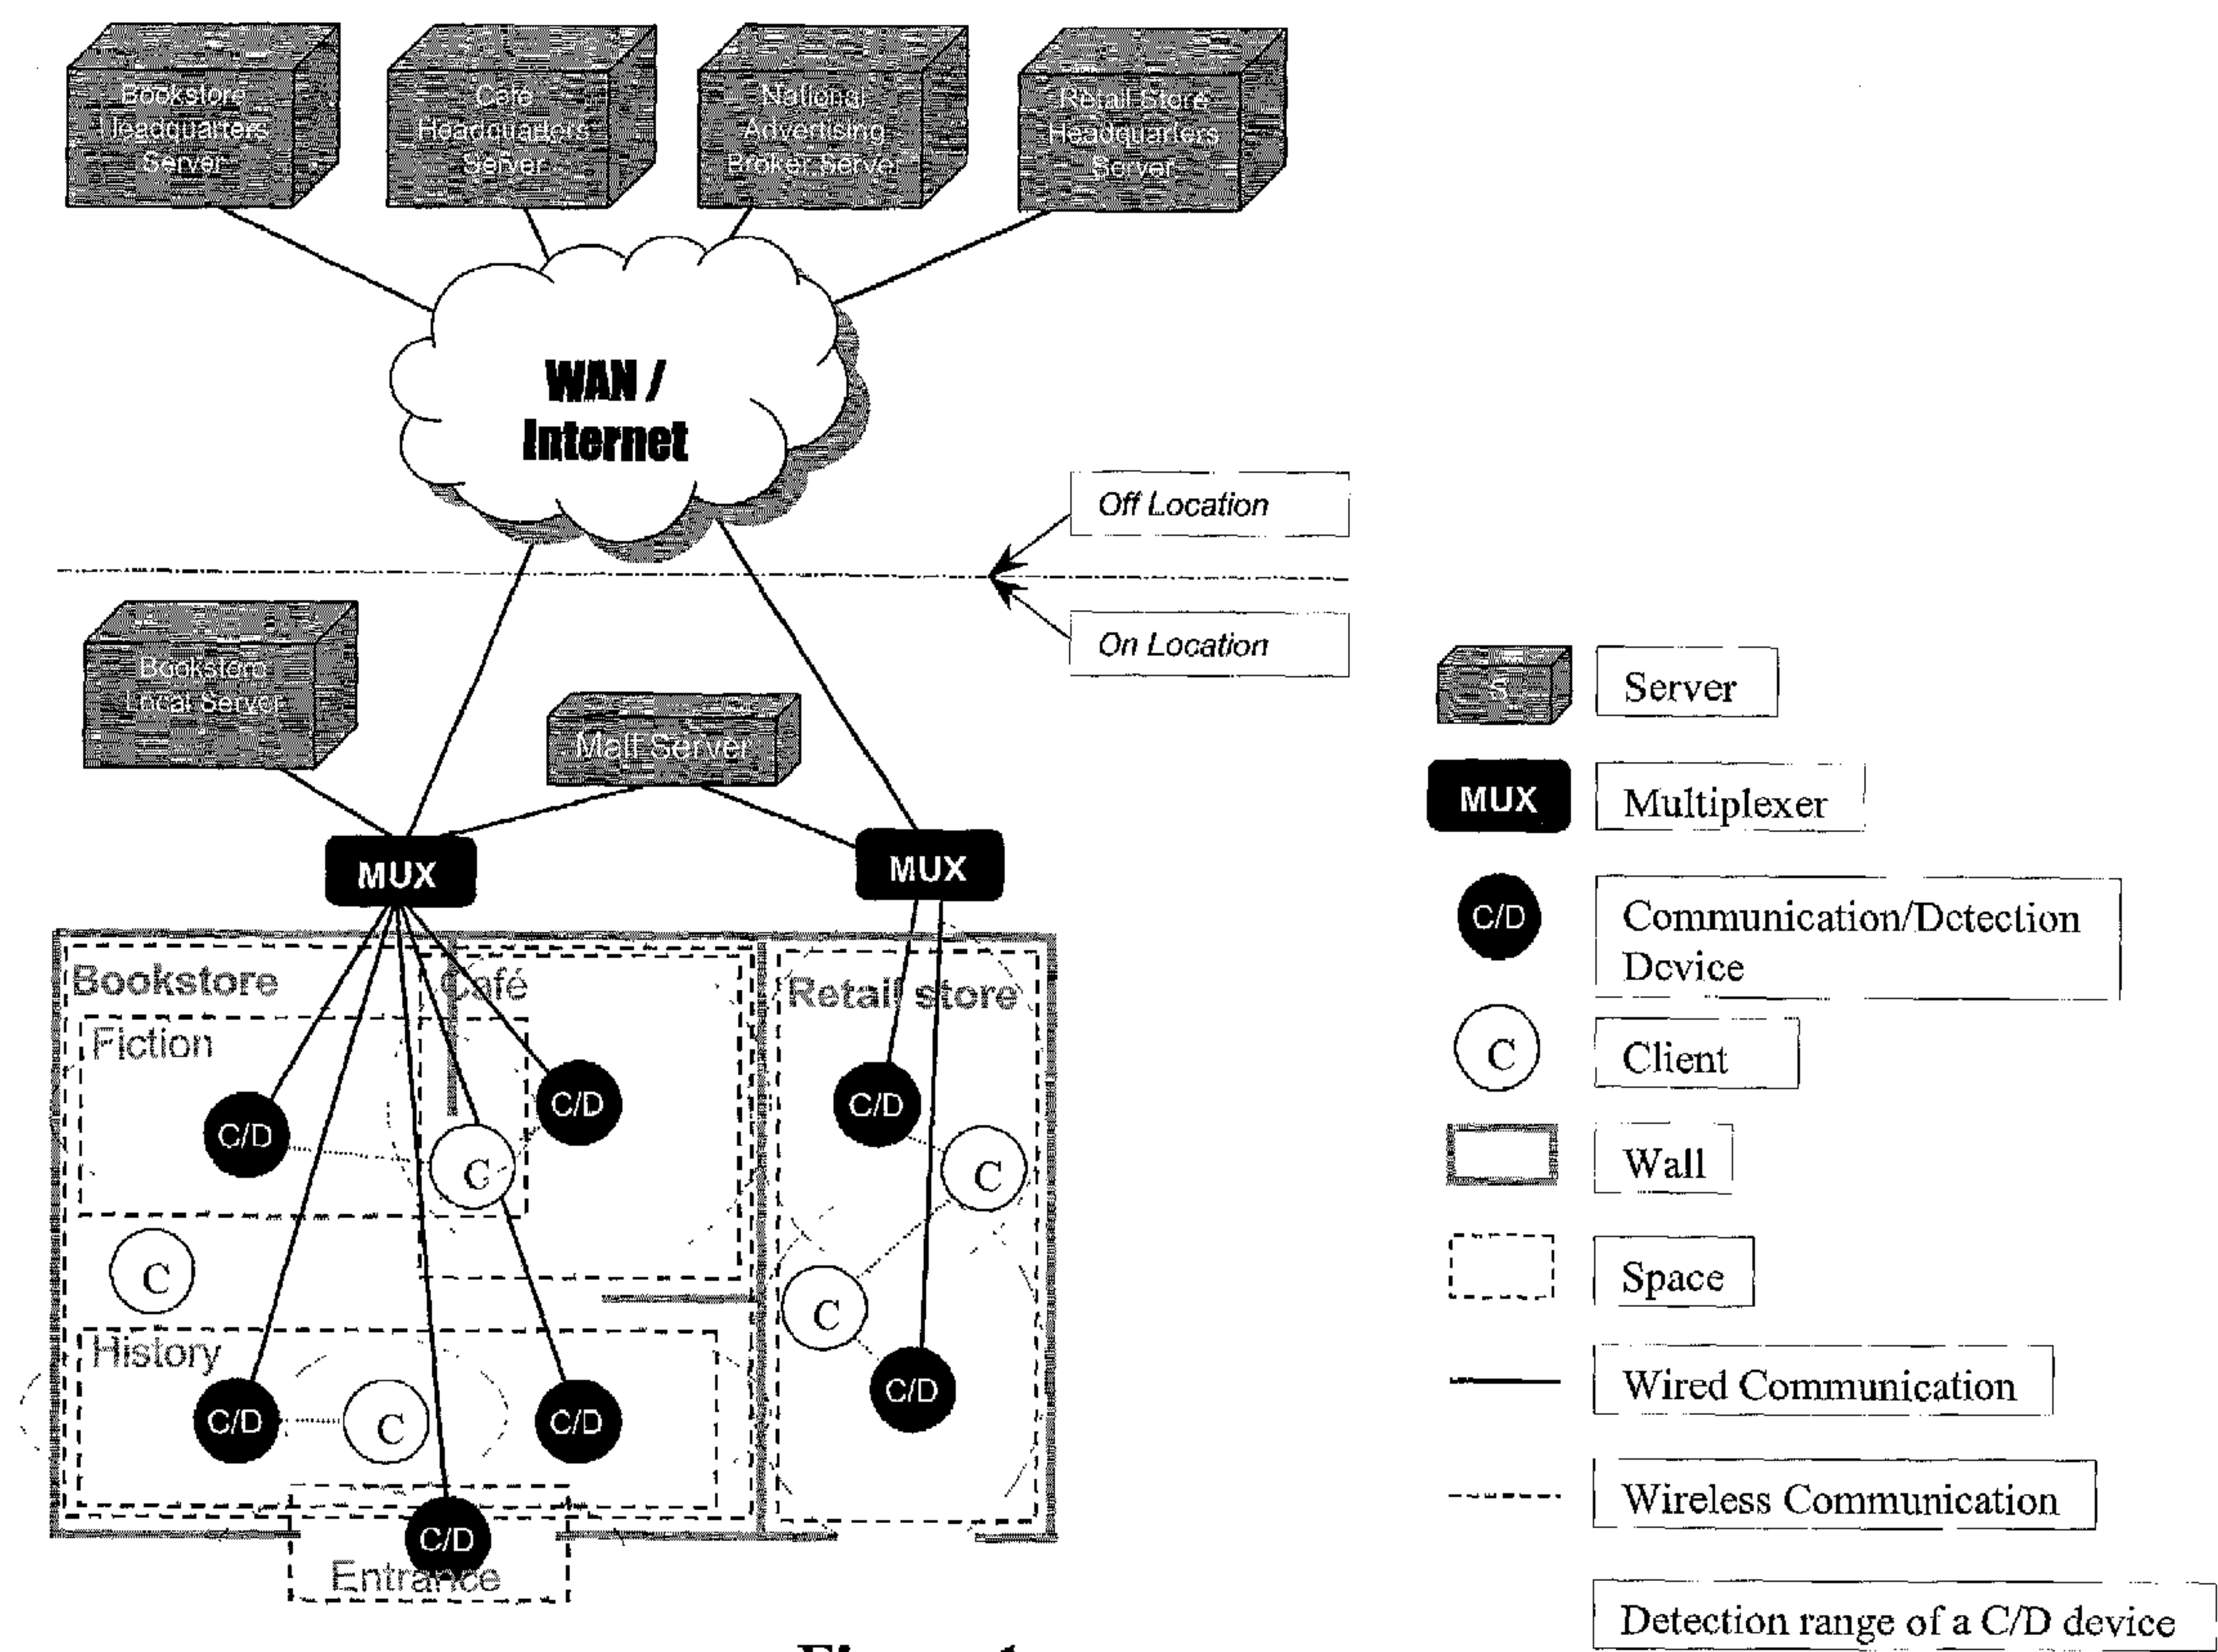 Bookstore
Headquarters
Server
Café
Headquarters
Server
National
Advertising
Broker Server
Retail Store
Headquarters
Server
WAN /
Internet
Off Location
On Location
Bookstore
Local Server
Mall Server
MUX
MUX
Bookstore
Café
Retail store
Fiction
C/D
C/D
C/D
C
C
C
C
History
C/D
C
C/D
C/D
C/D
Entrance
S
Server
MUX
Multiplexer
C/D
Communication/Detection
Device
C
Client
Wall
Space
Wired Communication
Wireless Communication
Detection range of a C/D device